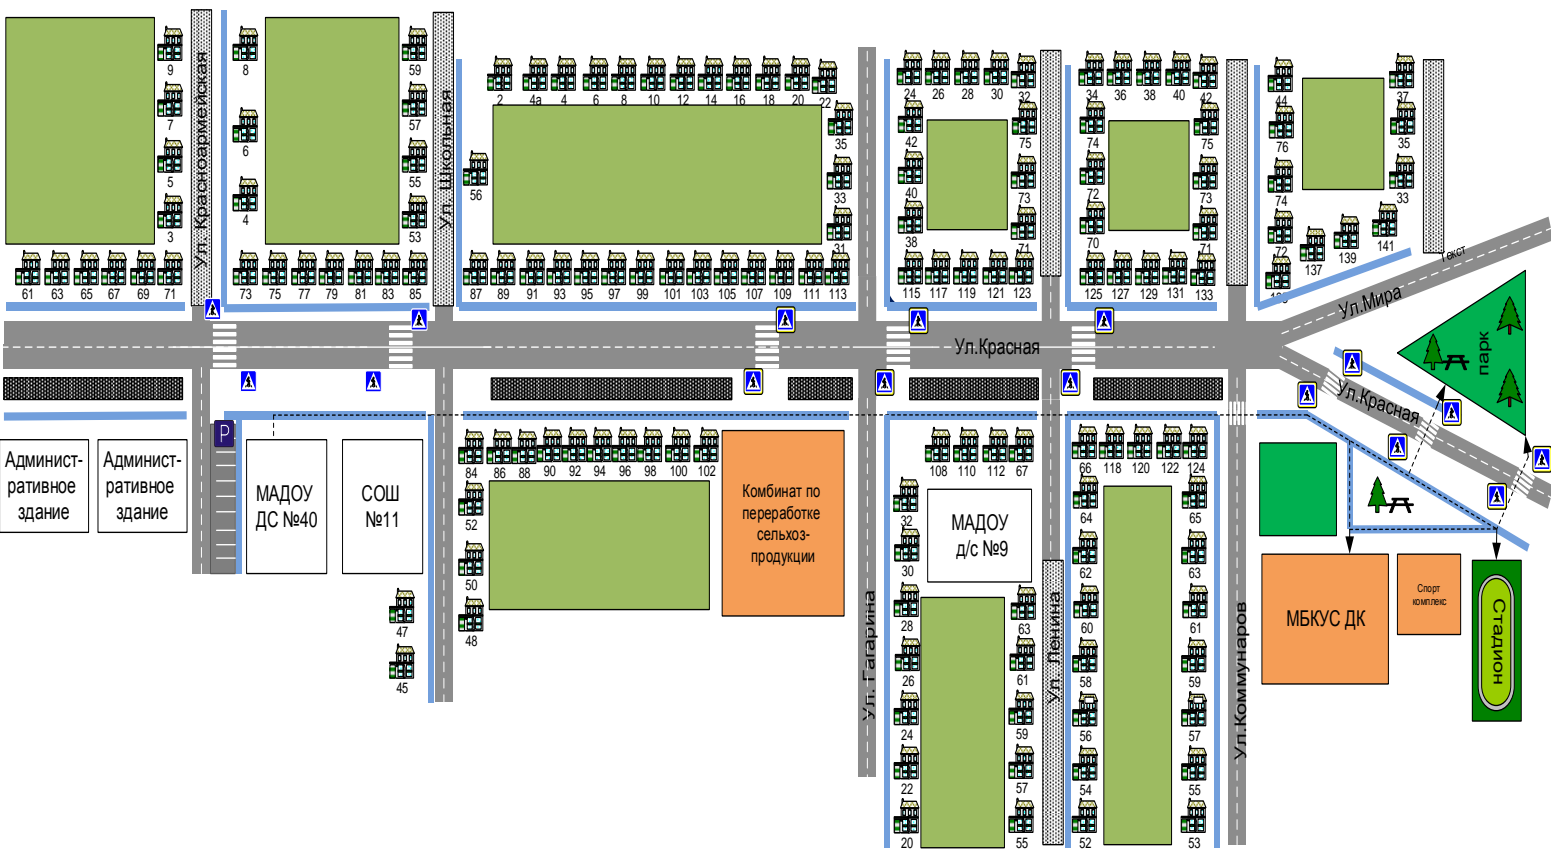 9
8
59
7
6
57
5
4
55
3
53
Ул. Красноармейская
Ул. Школьная
61 63 65 67 69 71
73 75 77 79 81 83 85
2 4а 4 6 8 10 12 14 16 18 20 22
35
33
31
56
87 89 91 93 95 97 99 101 103 105 107 109 111 113
24 26 28 30 32
42
75
40
73
38
71
115 117 119 121 123
34 36 38 40 42
74
75
72
73
70
71
125 127 129 131 133
44
37
76
35
74
33
72
137
139
141
Текст
Ул.Мира
Ул.Красная
Ул.Красная
парк
P
Админист-
ративное
здание
Админист-
ративное
здание
МАДОУ
ДС №40
СОШ
№11
47
45
84 86 88 90 92 94 96 98 100 102
52
50
48
Комбинат по
переработке
сельхоз-
продукции
Ул. Гагарина
108 110 112 67
32
30
28
26
24
22
20
МАДОУ
д/с №9
63
61
59
57
55
Ул. Ленина
66 118 120 122 124
64
62
60
58
56
54
52
65
63
61
59
57
55
53
Ул.Коммунаров
МБКУС ДК
Спорт
комплекс
Стадион